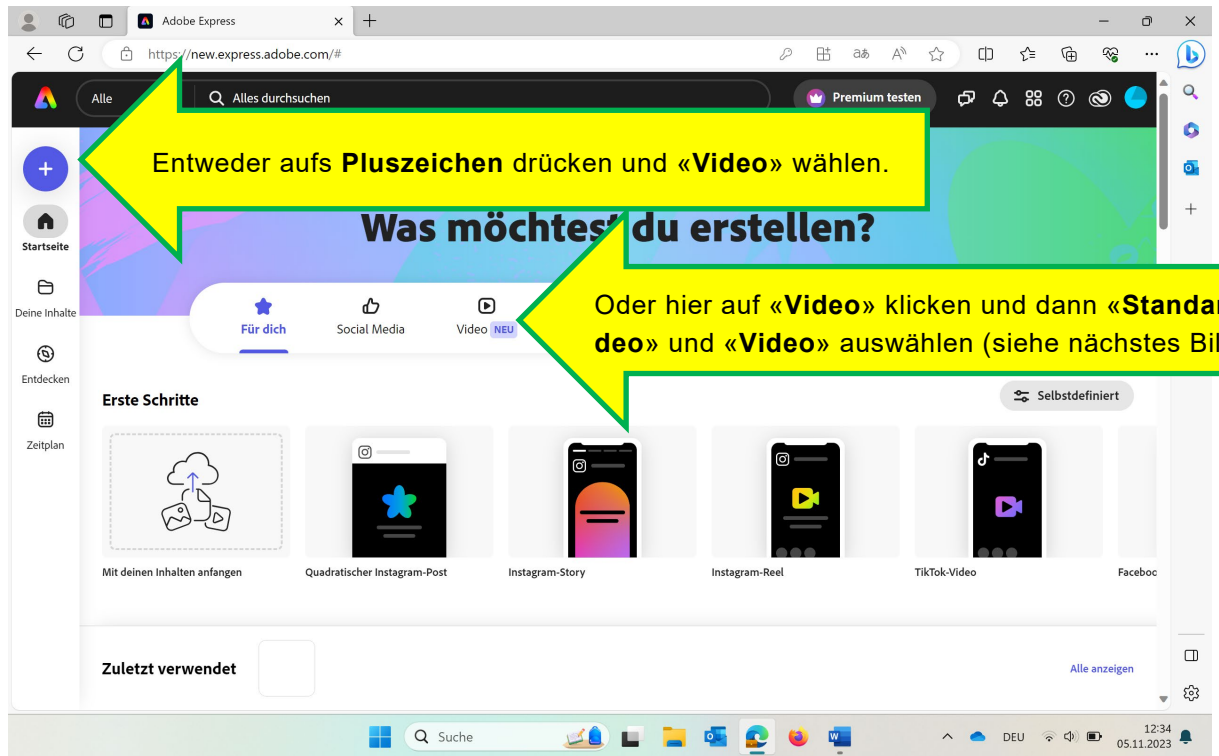 Adobe Express
https://new.express.adobe.com/#
Alle
Alles durchsuchen
Premium testen
Entweder aufs Pluszeichen drücken und «Video» wählen.
Was möchtest du erstellen?
Startseite
Deine Inhalte
Entdecken
Zeitplan
Für dich
Social Media
Video NEU
Oder hier auf «Video» klicken und dann «Standar
deo» und «Video» auswählen (siehe nächstes Bil
Erste Schritte
Selbstdefiniert
Mit deinen Inhalten anfangen
Quadratischer Instagram-Post
Instagram-Story
Instagram-Reel
TikTok-Video
Faceboo
Zuletzt verwendet
Alle anzeigen
Suche
DEU
12:34
05.11.2023